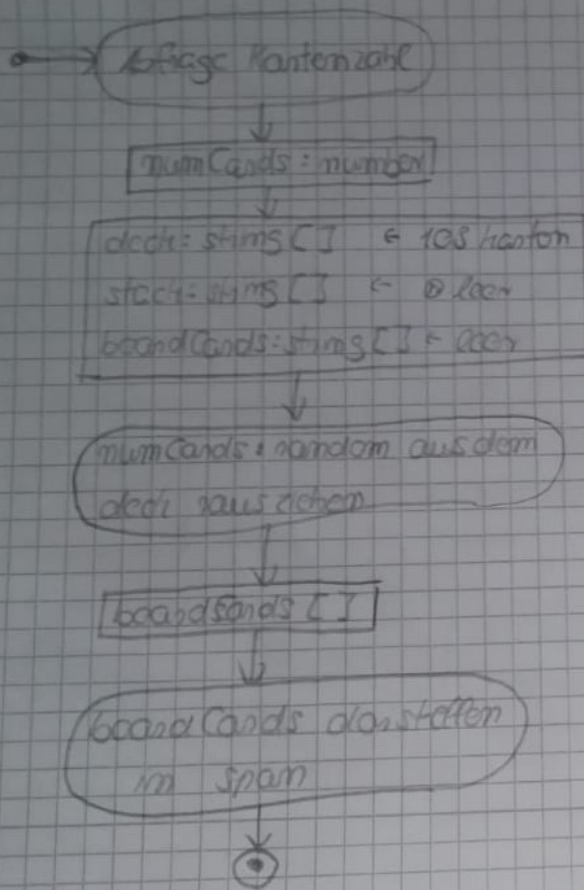 Abfrage Kartenzahl
numCards: number
deck: string[] ← 108 karten
stack: string[] ← leer
boardCards: string[] ← leer
numCards: random aus dem
deck rausziehen
boardCards []
boardCards darstellen
in span